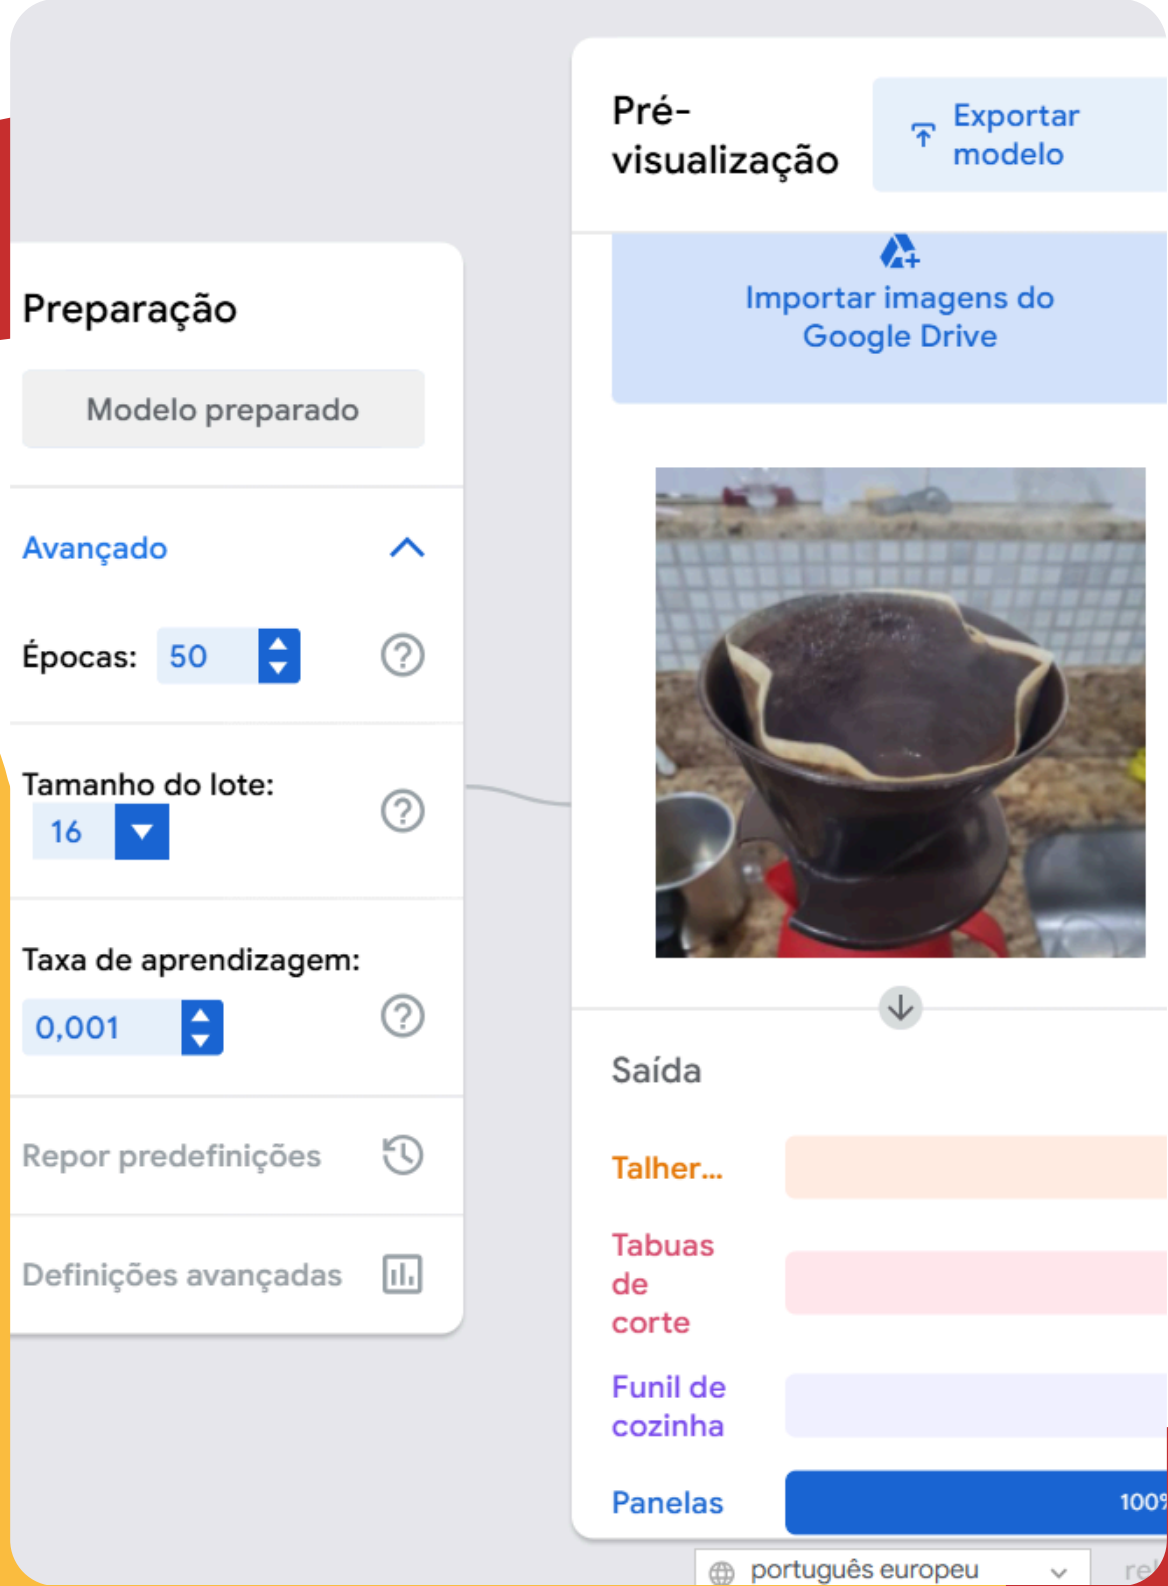 Pré-
visualização
Exportar
modelo
Importar imagens do
Google Drive
Preparação
Modelo preparado
Avançado
Épocas: 50
Tamanho do lote:
16
Taxa de aprendizagem:
0,001
Repor predefinições
Definições avançadas
Saída
Talher...
Tabuas
de
corte
Funil de
cozinha
Panelas
100%
português europeu